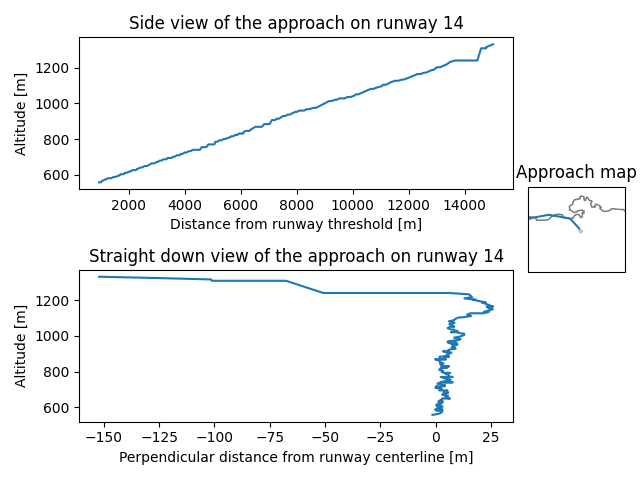 Side view of the approach on runway 14
Altitude [m]
1200
1000
800
600
2000 4000 6000 8000 10000 12000 14000
Distance from runway threshold [m]
Approach map
Straight down view of the approach on runway 14
Altitude [m]
1200
1000
800
600
−150 −125 −100 −75 −50 −25 0 25
Perpendicular distance from runway centerline [m]